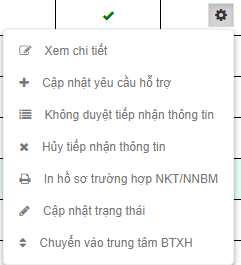 Xem chi tiết
Cập nhật yêu cầu hỗ trợ
Không duyệt tiếp nhận thông tin
Hủy tiếp nhận thông tin
In hồ sơ trường hợp NKT/NNBM
Cập nhật trạng thái
Chuyển vào trung tâm BTXH